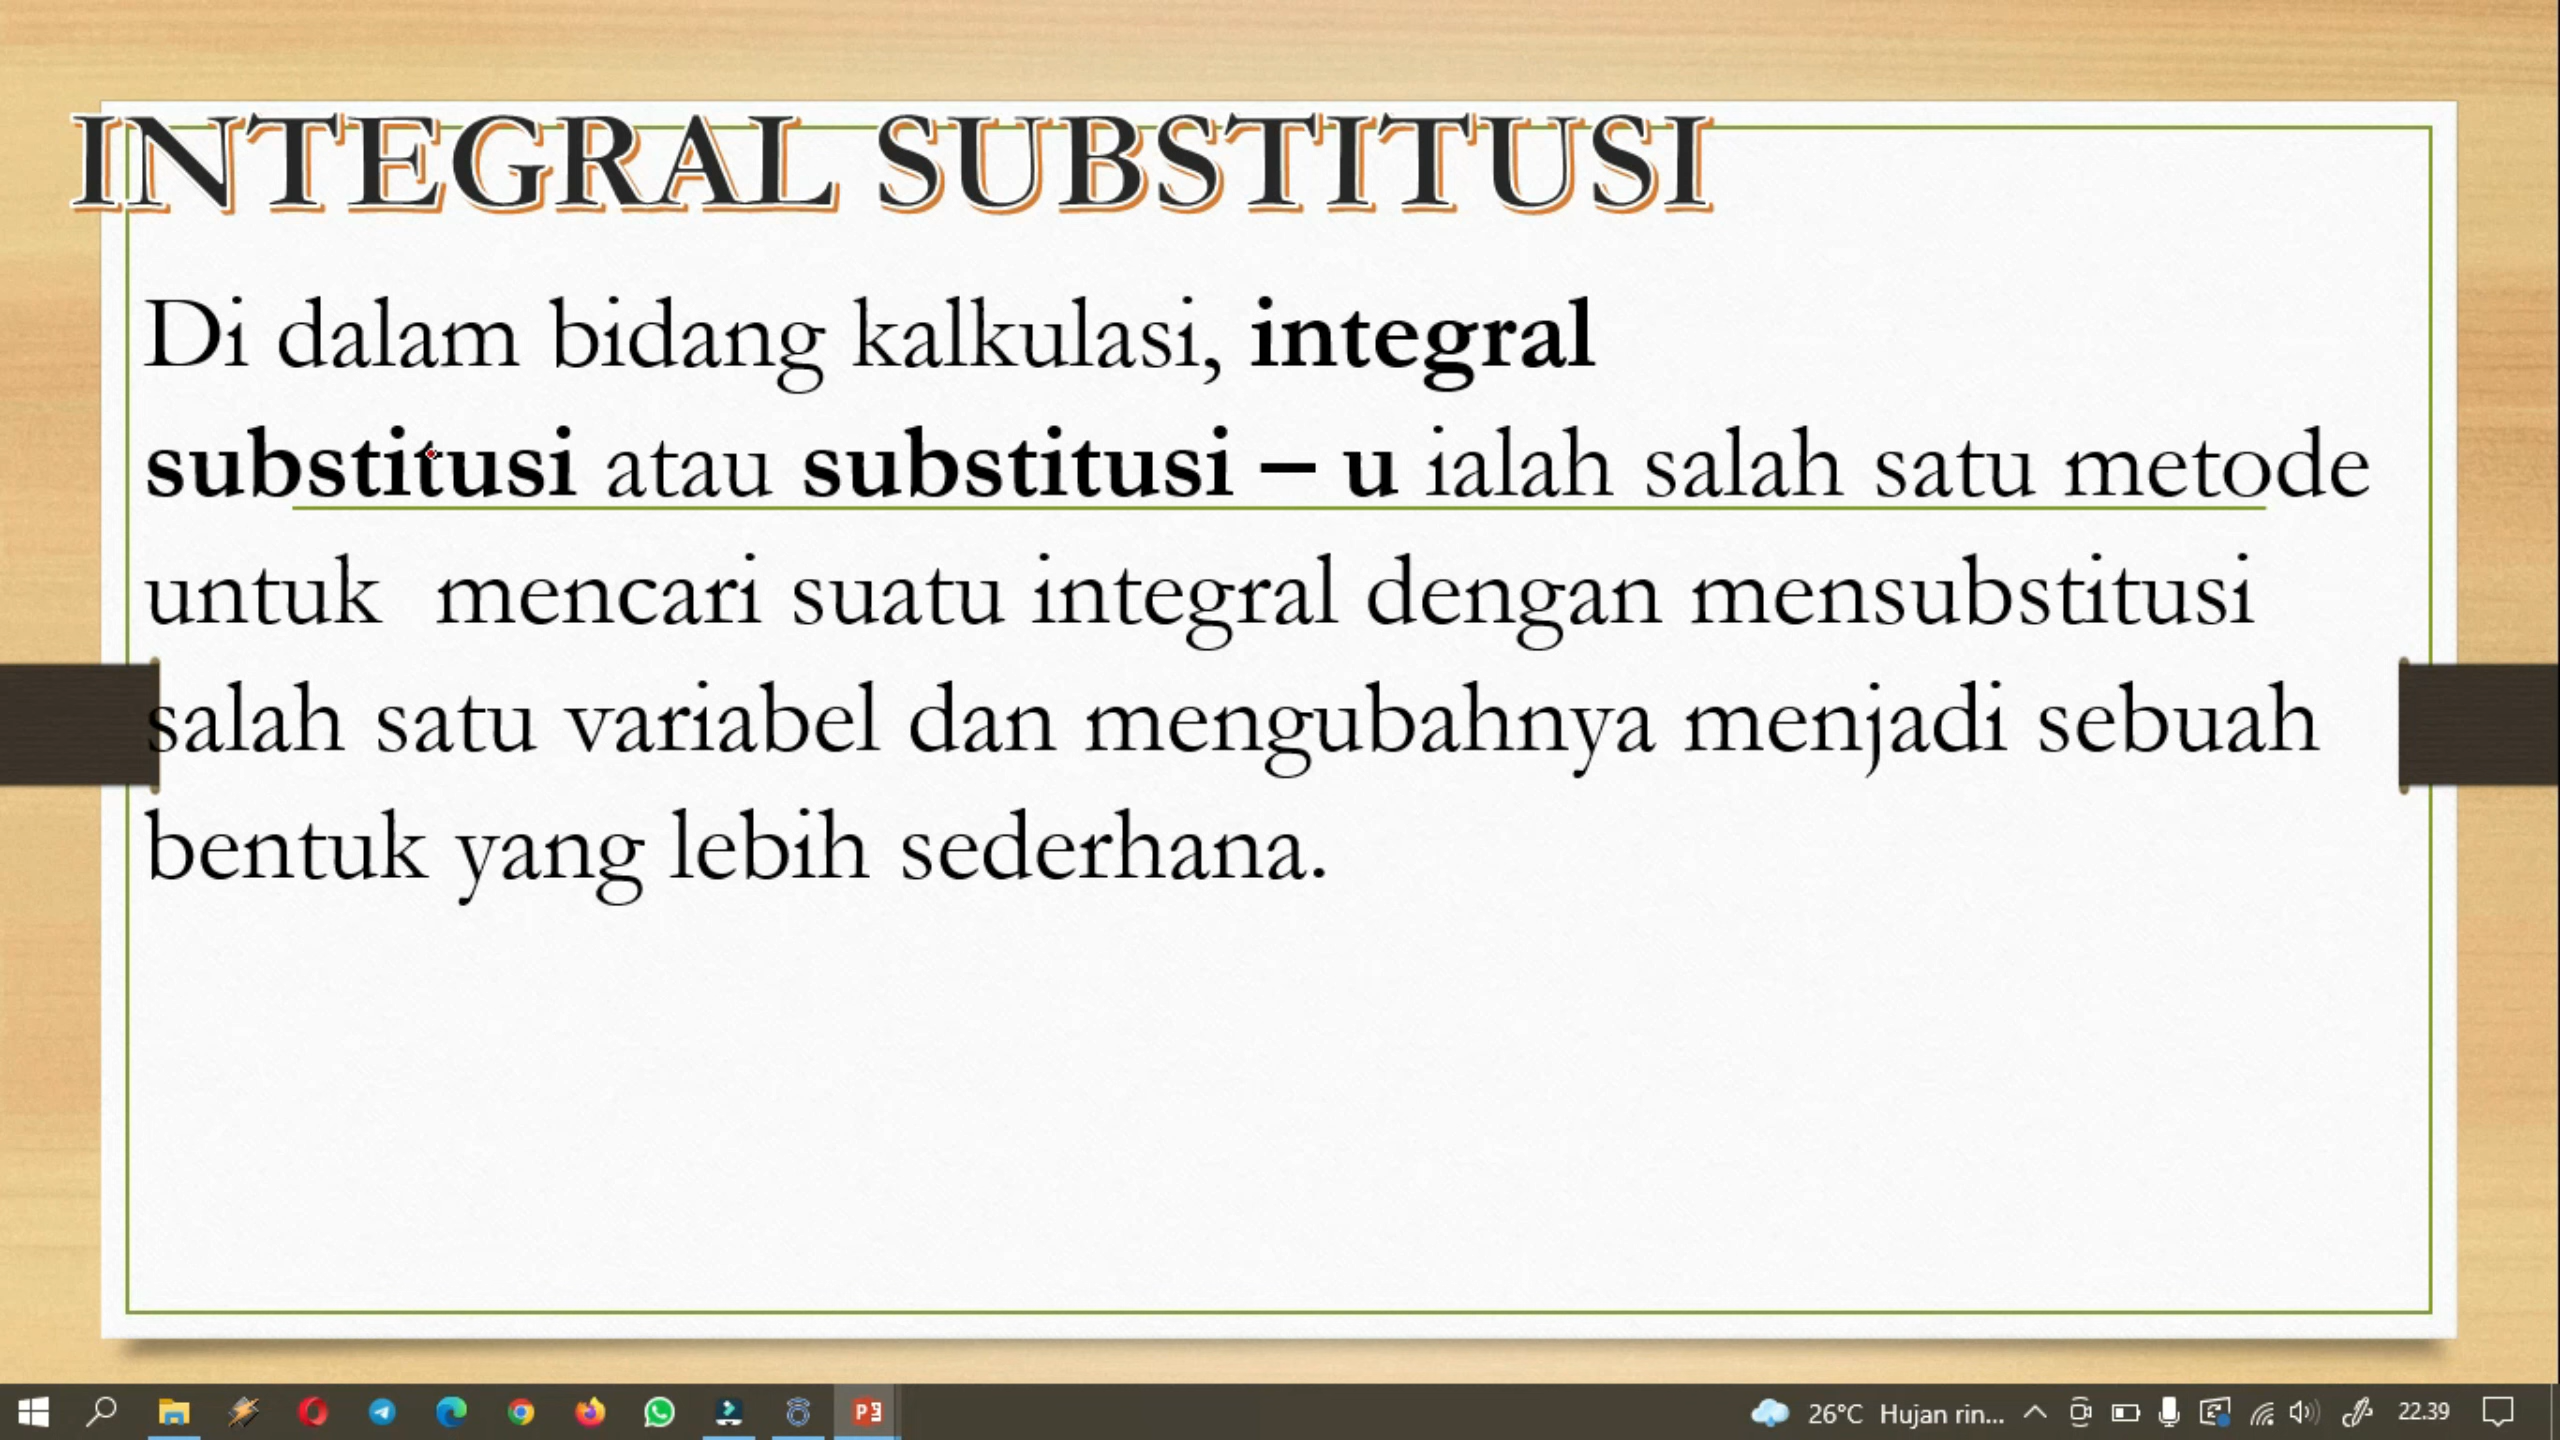 INTEGRAL SUBSTITUSI
Di dalam bidang kalkulasi, integral
substitusi atau substitusi – u ialah salah satu metode
untuk  mencari suatu integral dengan mensubstitusi
salah satu variabel dan mengubahnya menjadi sebuah
bentuk yang lebih sederhana.
26°C Hujan rin... 22.39